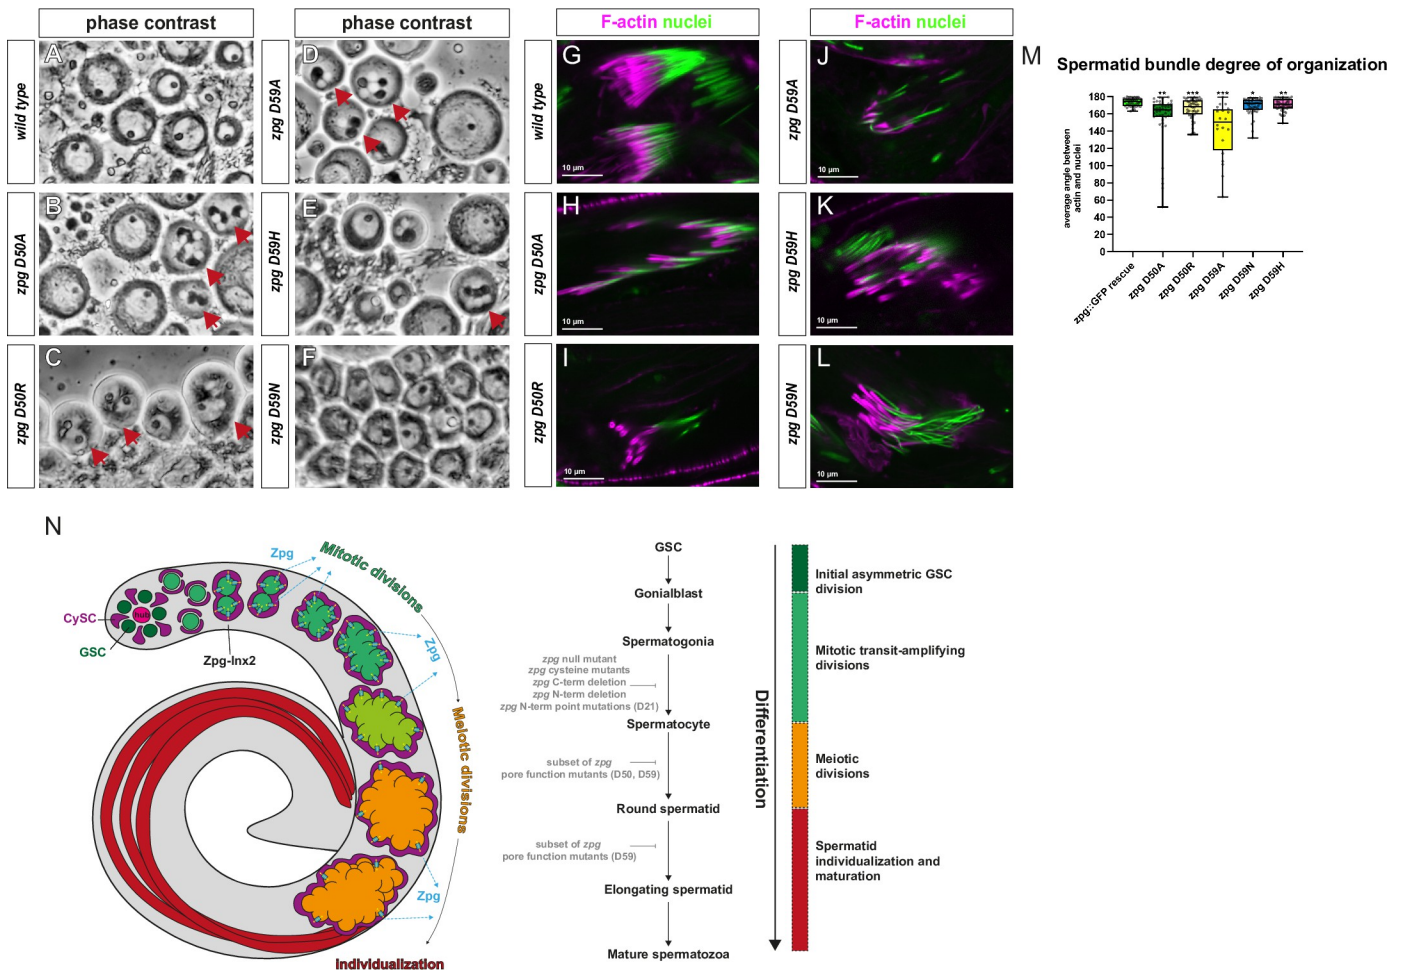 phase contrast
phase contrast
F-actin nuclei
F-actin nuclei
wild type
A
zpg D59A
D
wild type
G
10 µm
zpg D59A
J
10 µm
zpg D50A
B
zpg D59H
E
zpg D50A
H
10 µm
zpg D59H
K
10 µm
zpg D50R
C
zpg D59N
F
zpg D50R
I
10 µm
zpg D59N
L
10 µm
M
Spermatid bundle degree of organization
average angle between
actin and nuclei
180
160
140
120
100
80
60
40
20
0
** *** *** * **
zpg::GFP rescue
zpg D50A
zpg D50R
zpg D59A
zpg D59N
zpg D59H
N
Zpg
Mitotic divisions
CySC
hub
GSC
Zpg-Inx2
Zpg
Meiotic divisions
Zpg
Individualization
GSC
Gonialblast
Spermatogonia
zpg null mutant
zpg cysteine mutants
zpg C-term deletion
zpg N-term deletion
zpg N-term point mutations (D21)
Spermatocyte
subset of zpg
pore function mutants (D50, D59)
Round spermatid
subset of zpg
pore function mutants (D59)
Elongating spermatid
Mature spermatozoa
Differentiation
Initial asymmetric GSC
division
Mitotic transit-amplifying
divisions
Meiotic
divisions
Spermatid
individualization and
maturation